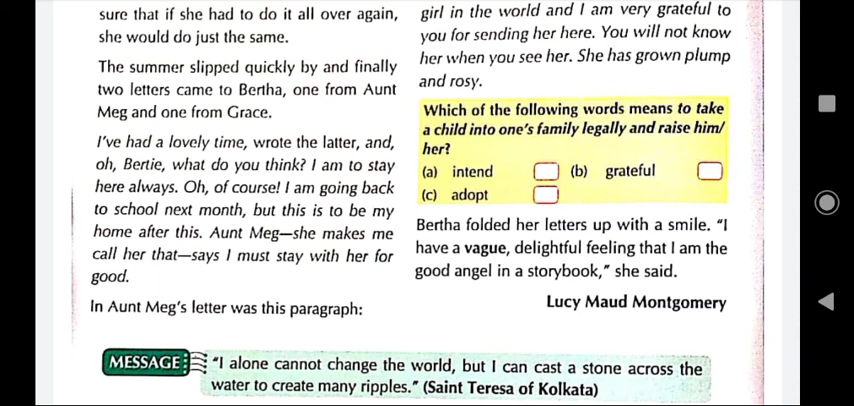 sure that if she had to do it all over again,
she would do just the same.
The summer slipped quickly by and finally
two letters came to Bertha, one from Aunt
Meg and one from Grace.
I've had a lovely time, wrote the latter, and,
oh, Bertie, what do you think? I am to stay
here always. Oh, of course! I am going back
to school next month, but this is to be my
home after this. Aunt Meg—she makes me
call her that—says I must stay with her for
good.
In Aunt Meg's letter was this paragraph:
girl in the world and I am very grateful to
you for sending her here. You will not know
her when you see her. She has grown plump
and rosy.
Which of the following words means to take
a child into one's family legally and raise him/
her?
(a) intend (b) grateful
(c) adopt
Bertha folded her letters up with a smile. “I
have a vague, delightful feeling that I am the
good angel in a storybook,” she said.
Lucy Maud Montgomery
MESSAGE “I alone cannot change the world, but I can cast a stone across the
water to create many ripples.” (Saint Teresa of Kolkata)